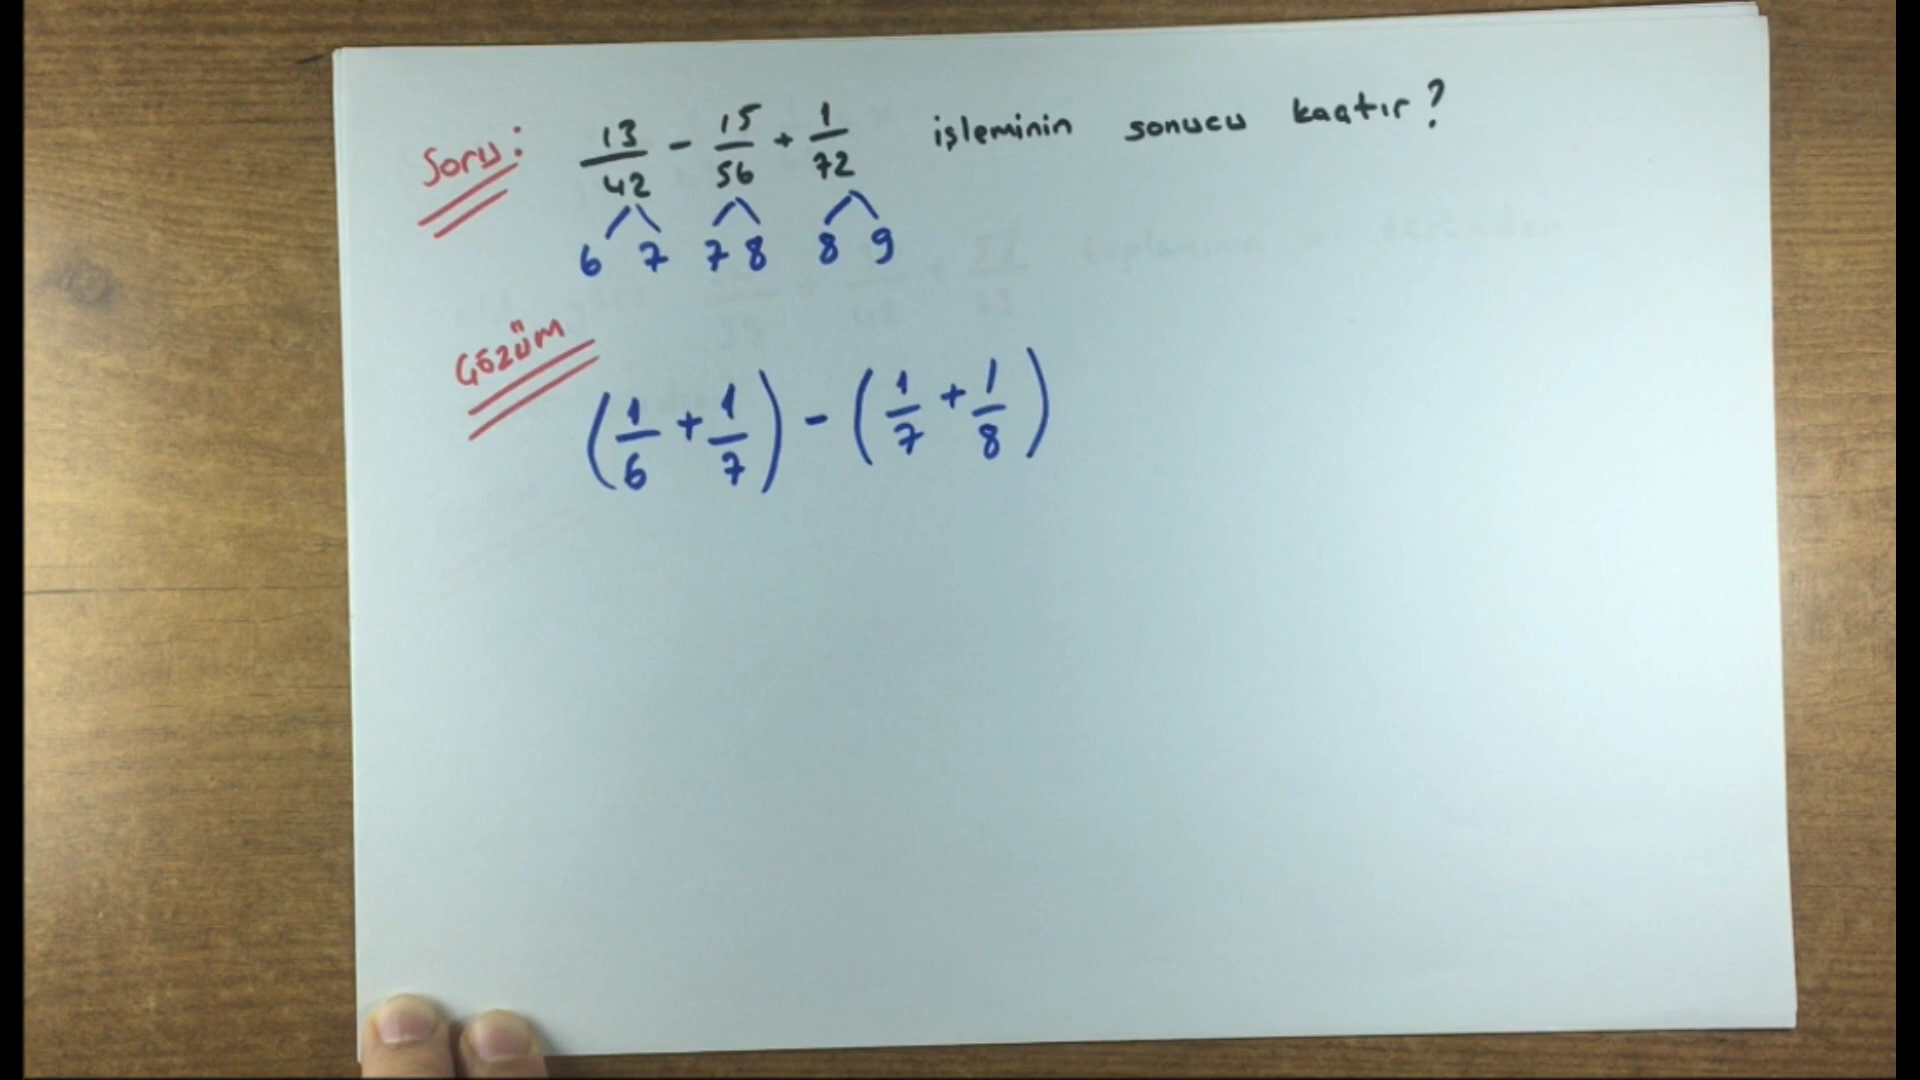 Soru: 13/42 - 15/56 + 1/72 işleminin sonucu kaçtır?
6 7 7 8 8 9
Çözüm
(1/6 + 1/7) - (1/7 + 1/8)